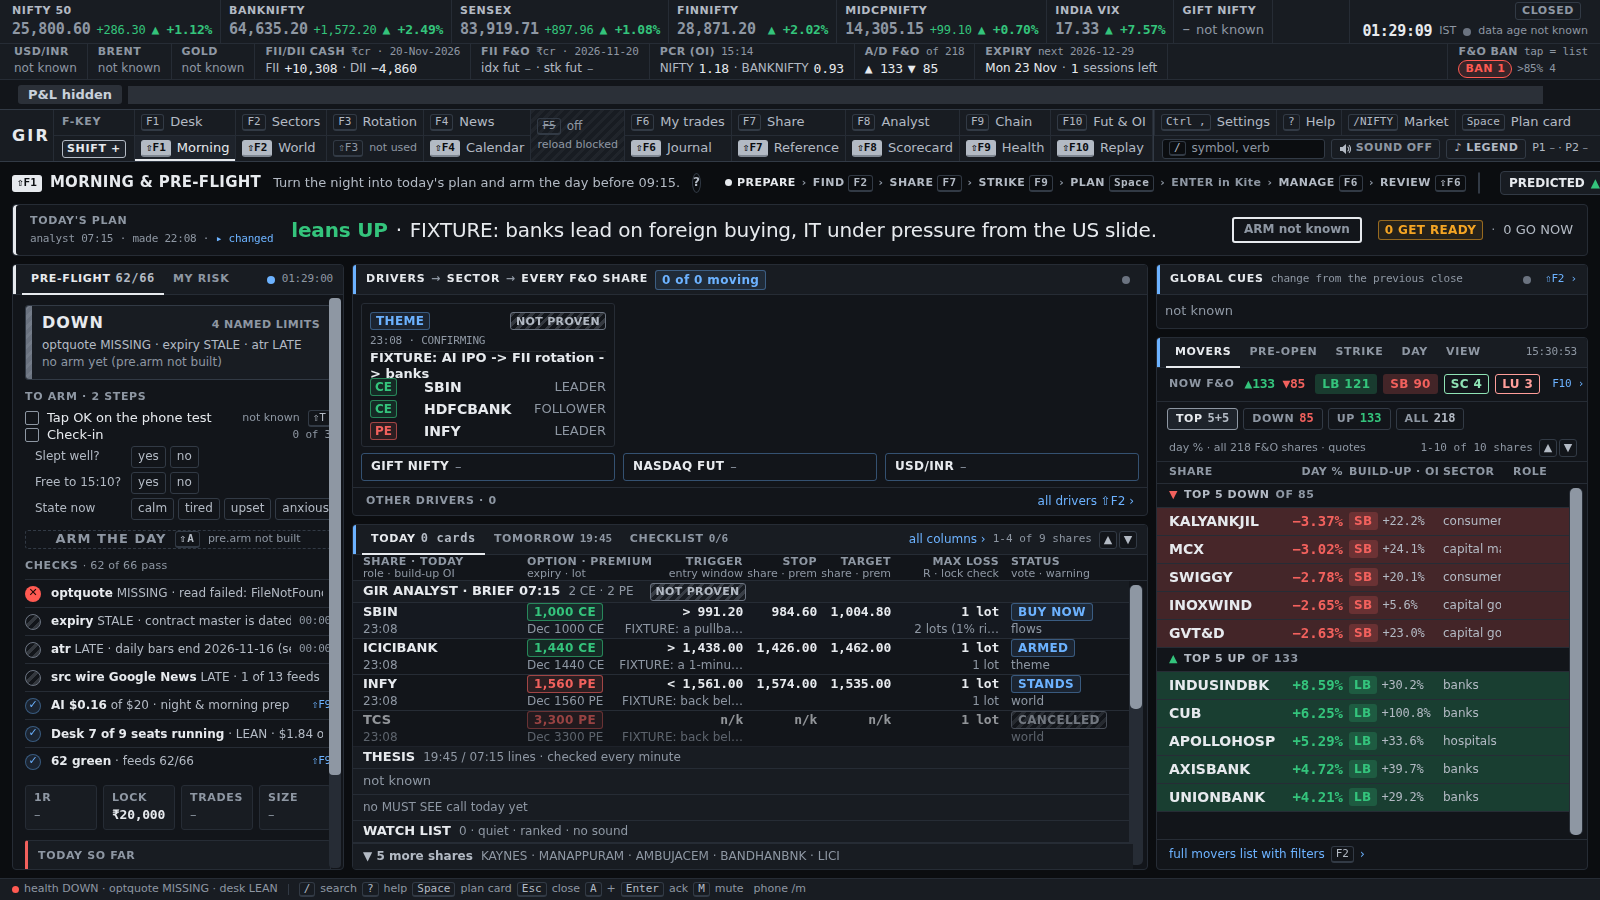 NIFTY 50
25,800.60 +286.30 ▲ +1.12%
BANKNIFTY
64,635.20 +1,572.20 ▲ +2.49%
SENSEX
83,919.71 +897.96 ▲ +1.08%
FINNIFTY
28,871.20 ▲ +2.02%
MIDCPNIFTY
14,305.15 +99.10 ▲ +0.70%
INDIA VIX
17.33 ▲ +7.57%
GIFT NIFTY
– not known
CLOSED
01:29:09 IST data age not known
USD/INR
not known
BRENT
not known
GOLD
not known
FII/DII CASH ₹cr · 20-Nov-2026
FII +10,308 · DII −4,860
FII F&O ₹cr · 2026-11-20
idx fut – · stk fut –
PCR (OI) 15:14
NIFTY 1.18 · BANKNIFTY 0.93
A/D F&O of 218
▲ 133 ▼ 85
EXPIRY next 2026-12-29
Mon 23 Nov · 1 sessions left
F&O BAN tap = list
BAN 1 >85% 4
P&L hidden
GIR
F-KEY
F1 Desk
F2 Sectors
F3 Rotation
F4 News
F5 off
reload blocked
F6 My trades
F7 Share
F8 Analyst
F9 Chain
F10 Fut & OI
Ctrl , Settings
? Help
/NIFTY Market
Space Plan card
SHIFT +
⇧F1 Morning
⇧F2 World
⇧F3 not used
⇧F4 Calendar
⇧F6 Journal
⇧F7 Reference
⇧F8 Scorecard
⇧F9 Health
⇧F10 Replay
/ symbol, verb
SOUND OFF
♪ LEGEND
P1 – · P2 –
⇧F1 MORNING & PRE-FLIGHT Turn the night into today's plan and arm the day before 09:15. ?
PREPARE › FIND F2 › SHARE F7 › STRIKE F9 › PLAN Space › ENTER in Kite › MANAGE F6 › REVIEW ⇧F6
PREDICTED ▲
TODAY'S PLAN
analyst 07:15 · made 22:08 · ▸ changed
leans UP · FIXTURE: banks lead on foreign buying, IT under pressure from the US slide.
ARM not known
0 GET READY · 0 GO NOW
PRE-FLIGHT 62/66
MY RISK
01:29:00
DOWN
4 NAMED LIMITS
optquote MISSING · expiry STALE · atr LATE
no arm yet (pre.arm not built)
TO ARM · 2 STEPS
Tap OK on the phone test not known ⇧T
Check-in 0 of 3
Slept well? yes no
Free to 15:10? yes no
State now calm tired upset anxious
ARM THE DAY ⇧A pre.arm not built
CHECKS · 62 of 66 pass
optquote MISSING · read failed: FileNotFoun
expiry STALE · contract master is dated 00:00
atr LATE · daily bars end 2026-11-16 (se 00:00
src wire Google News LATE · 1 of 13 feeds
AI $0.16 of $20 · night & morning prep ⇧F9
Desk 7 of 9 seats running · LEAN · $1.84 o
62 green · feeds 62/66 ⇧F9
1R
–
LOCK
₹20,000
TRADES
–
SIZE
–
TODAY SO FAR
DRIVERS → SECTOR → EVERY F&O SHARE 0 of 0 moving
THEME
NOT PROVEN
23:08 · CONFIRMING
FIXTURE: AI IPO -> FII rotation -
> banks
CE SBIN LEADER
CE HDFCBANK FOLLOWER
PE INFY LEADER
GIFT NIFTY –
NASDAQ FUT –
USD/INR –
OTHER DRIVERS · 0
all drivers ⇧F2 ›
TODAY 0 cards
TOMORROW 19:45
CHECKLIST 0/6
all columns › 1-4 of 9 shares ▲ ▼
SHARE · TODAY OPTION · PREMIUM TRIGGER STOP TARGET MAX LOSS STATUS
role · build-up OI expiry · lot entry window share · prem share · prem R · lock check vote · warning
GIR ANALYST · BRIEF 07:15 2 CE · 2 PE NOT PROVEN
SBIN 1,000 CE > 991.20 984.60 1,004.80 1 lot BUY NOW
23:08 Dec 1000 CE FIXTURE: a pullba… 2 lots (1% ri… flows
ICICIBANK 1,440 CE > 1,438.00 1,426.00 1,462.00 1 lot ARMED
23:08 Dec 1440 CE FIXTURE: a 1-minu… 1 lot theme
INFY 1,560 PE < 1,561.00 1,574.00 1,535.00 1 lot STANDS
23:08 Dec 1560 PE FIXTURE: back bel… 1 lot world
TCS 3,300 PE n/k n/k n/k 1 lot CANCELLED
23:08 Dec 3300 PE FIXTURE: back bel… world
THESIS 19:45 / 07:15 lines · checked every minute
not known
no MUST SEE call today yet
WATCH LIST 0 · quiet · ranked · no sound
▼ 5 more shares KAYNES · MANAPPURAM · AMBUJACEM · BANDHANBNK · LICI
GLOBAL CUES change from the previous close ⇧F2 ›
not known
MOVERS
PRE-OPEN
STRIKE
DAY
VIEW
15:30:53
NOW F&O ▲133 ▼85 LB 121 SB 90 SC 4 LU 3 F10 ›
TOP 5+5
DOWN 85
UP 133
ALL 218
day % · all 218 F&O shares · quotes 1-10 of 10 shares ▲ ▼
SHARE DAY % BUILD-UP · OI SECTOR ROLE
▼ TOP 5 DOWN OF 85
KALYANKJIL −3.37% SB +22.2% consumer
MCX −3.02% SB +24.1% capital ma
SWIGGY −2.78% SB +20.1% consumer
INOXWIND −2.65% SB +5.6% capital go
GVT&D −2.63% SB +23.0% capital go
▲ TOP 5 UP OF 133
INDUSINDBK +8.59% LB +30.2% banks
CUB +6.25% LB +100.8% banks
APOLLOHOSP +5.29% LB +33.6% hospitals
AXISBANK +4.72% LB +39.7% banks
UNIONBANK +4.21% LB +29.2% banks
full movers list with filters F2 ›
health DOWN · optquote MISSING · desk LEAN | / search ? help Space plan card Esc close A + Enter ack M mute phone /m